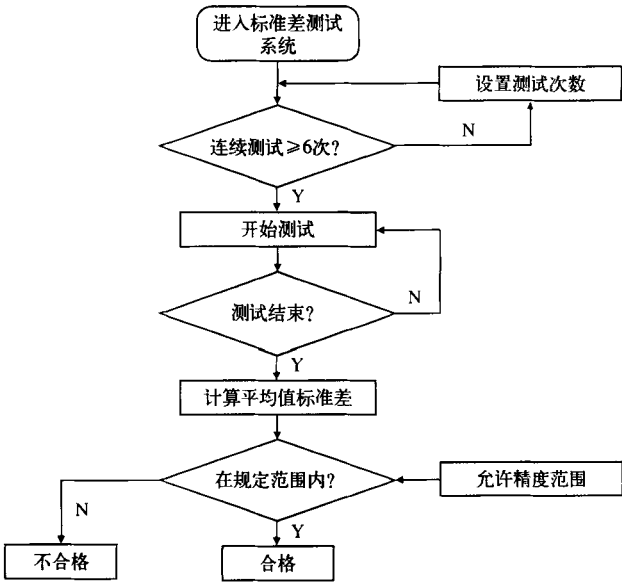 进入标准差测试
系统
设置测试次数
连续测试≥6次?
N
Y
开始测试
测试结束?
N
Y
计算平均值标准差
在规定范围内?
允许精度范围
N
Y
不合格
合格